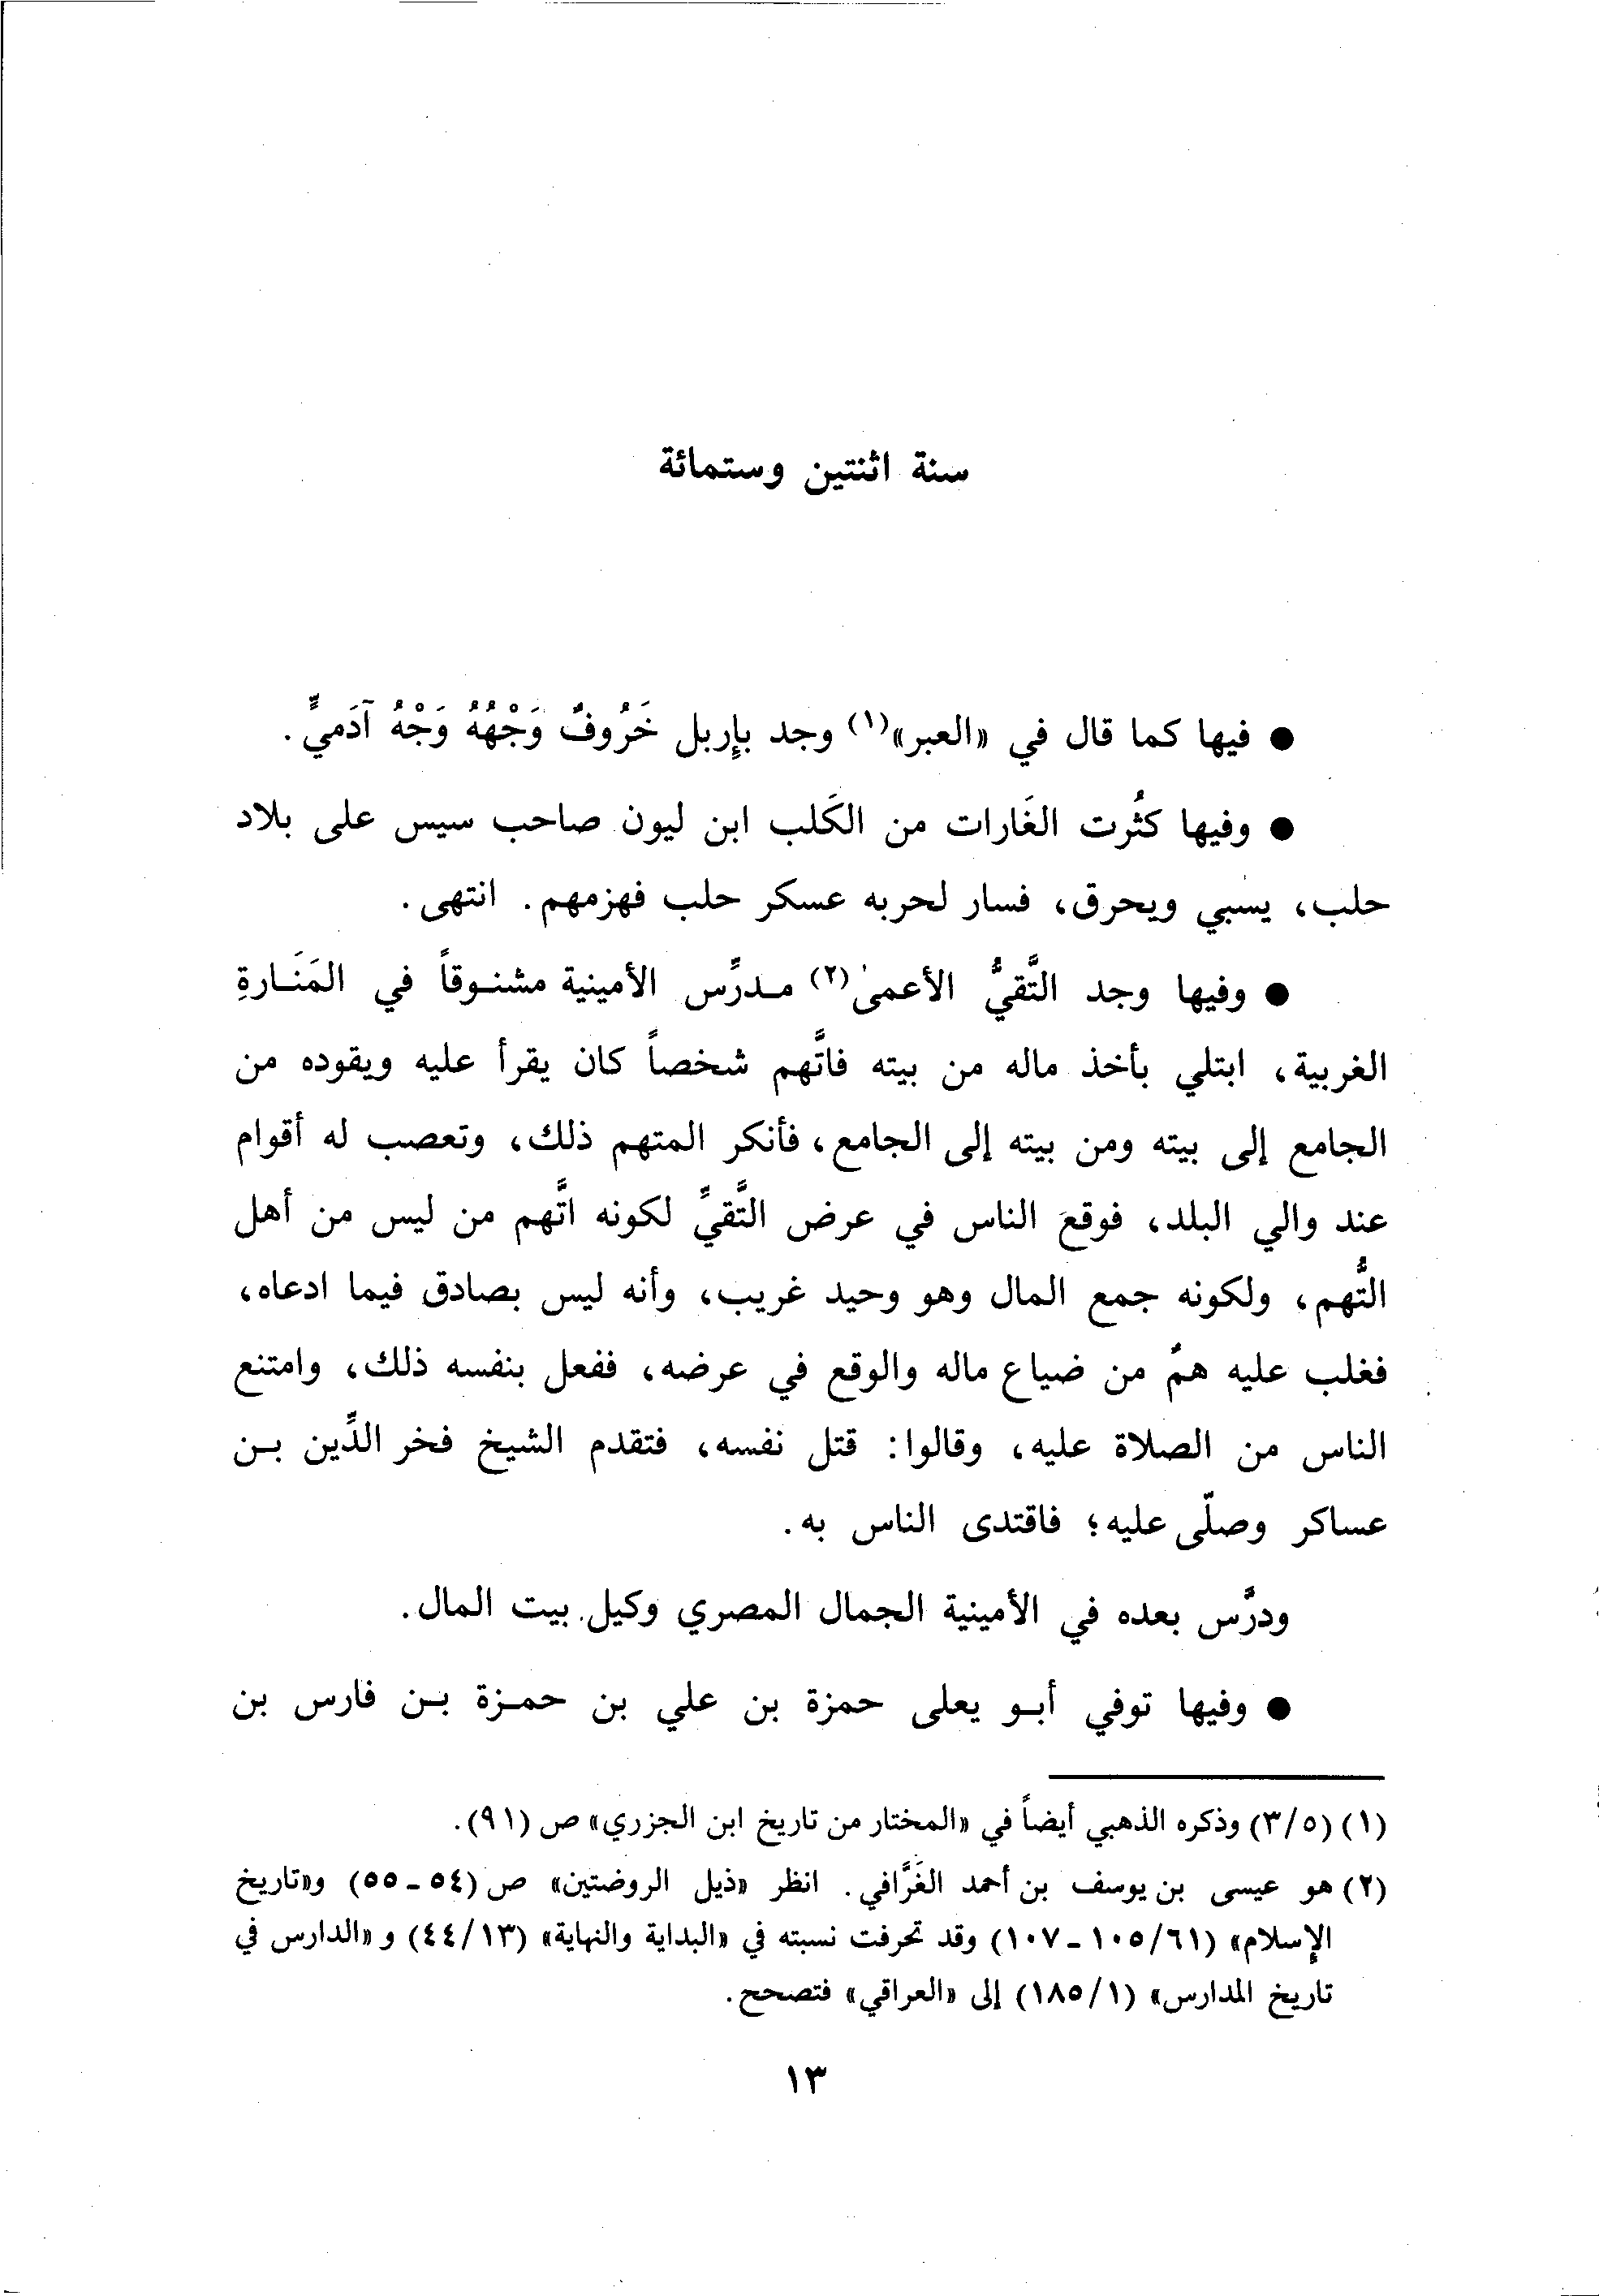 سنة اثنتين وستمائة
● فيها كما قال في «العبر»(١) وجد بإربل خَرُوفٌ وَجْهُهُ وَجْهُ آدَميٍّ.
● وفيها كثُرت الغَارات من الكَلب ابن ليون صاحب سيس على بلاد
حلب، يسبي ويحرق، فسار لحربه عسكر حلب فهزمهم. انتهى.
● وفيها وجد التَّقيُّ الأعمىٰ(٢) مـدرِّس الأمينية مشنـوقاً في المَنَـارةِ
الغربية، ابتلي بأخذ ماله من بيته فاتَّهم شخصاً كان يقرأ عليه ويقوده من
الجامع إلى بيته ومن بيته إلى الجامع، فأنكر المتهم ذلك، وتعصب له أقوام
عند والي البلد، فوقعَ الناس في عرض التَّقيِّ لكونه اتَّهم من ليس من أهل
التُّهم، ولكونه جمع المال وهو وحيد غريب، وأنه ليس بصادق فيما ادعاه،
فغلب عليه همُ من ضياع ماله والوقع في عرضه، ففعل بنفسه ذلك، وامتنع
الناس من الصلاة عليه، وقالوا: قتل نفسه، فتقدم الشيخ فخر الدِّين بـن
عساكر وصلّى عليه؛ فاقتدى الناس به.
ودرَّس بعده في الأمينية الجمال المصري وكيل بيت المال.
● وفيها توفي أبـو يعلى حمزة بن علي بن حمـزة بـن فارس بن
(١) (٣/٥) وذكره الذهبي أيضاً في «المختار من تاريخ ابن الجزري» ص (٩١).
(٢) هو عيسى بن يوسف بن أحمد الغَرَّافي. انظر «ذيل الروضتين» ص (٥٤ - ٥٥) و«تاريخ
الإسلام» (١٠٥/٦١ - ١٠٧) وقد تحرفت نسبته في «البداية والنهاية» (٤٤/١٣) و «الدارس في
تاريخ المدارس» (١٨٥/١) إلى «العراقي» فتصحح.
١٣